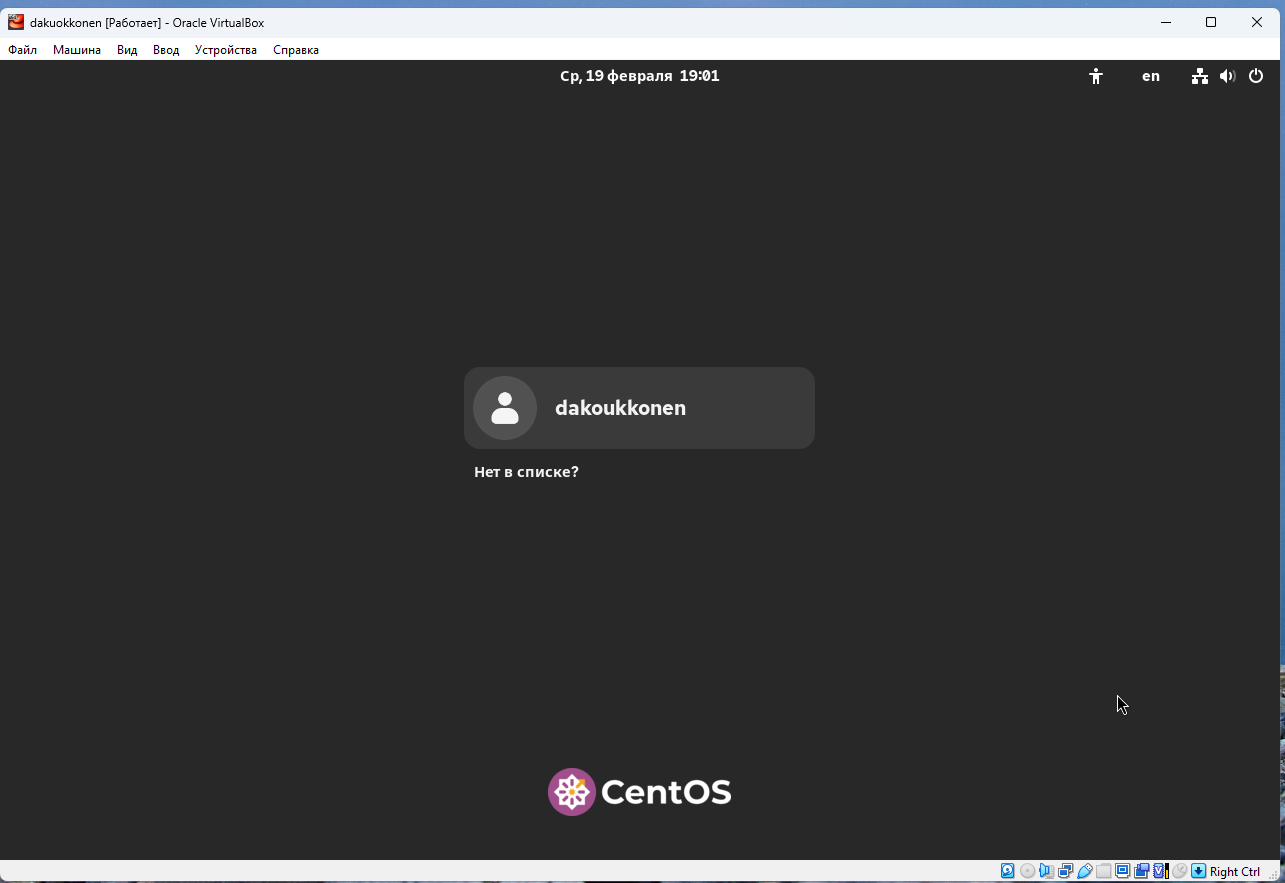 dakuokkonen [Работает] - Oracle VirtualBox
Файл Машина Вид Ввод Устройства Справка
Ср, 19 февраля 19:01
en
dakoukkonen
Нет в списке?
CentOS
Right Ctrl